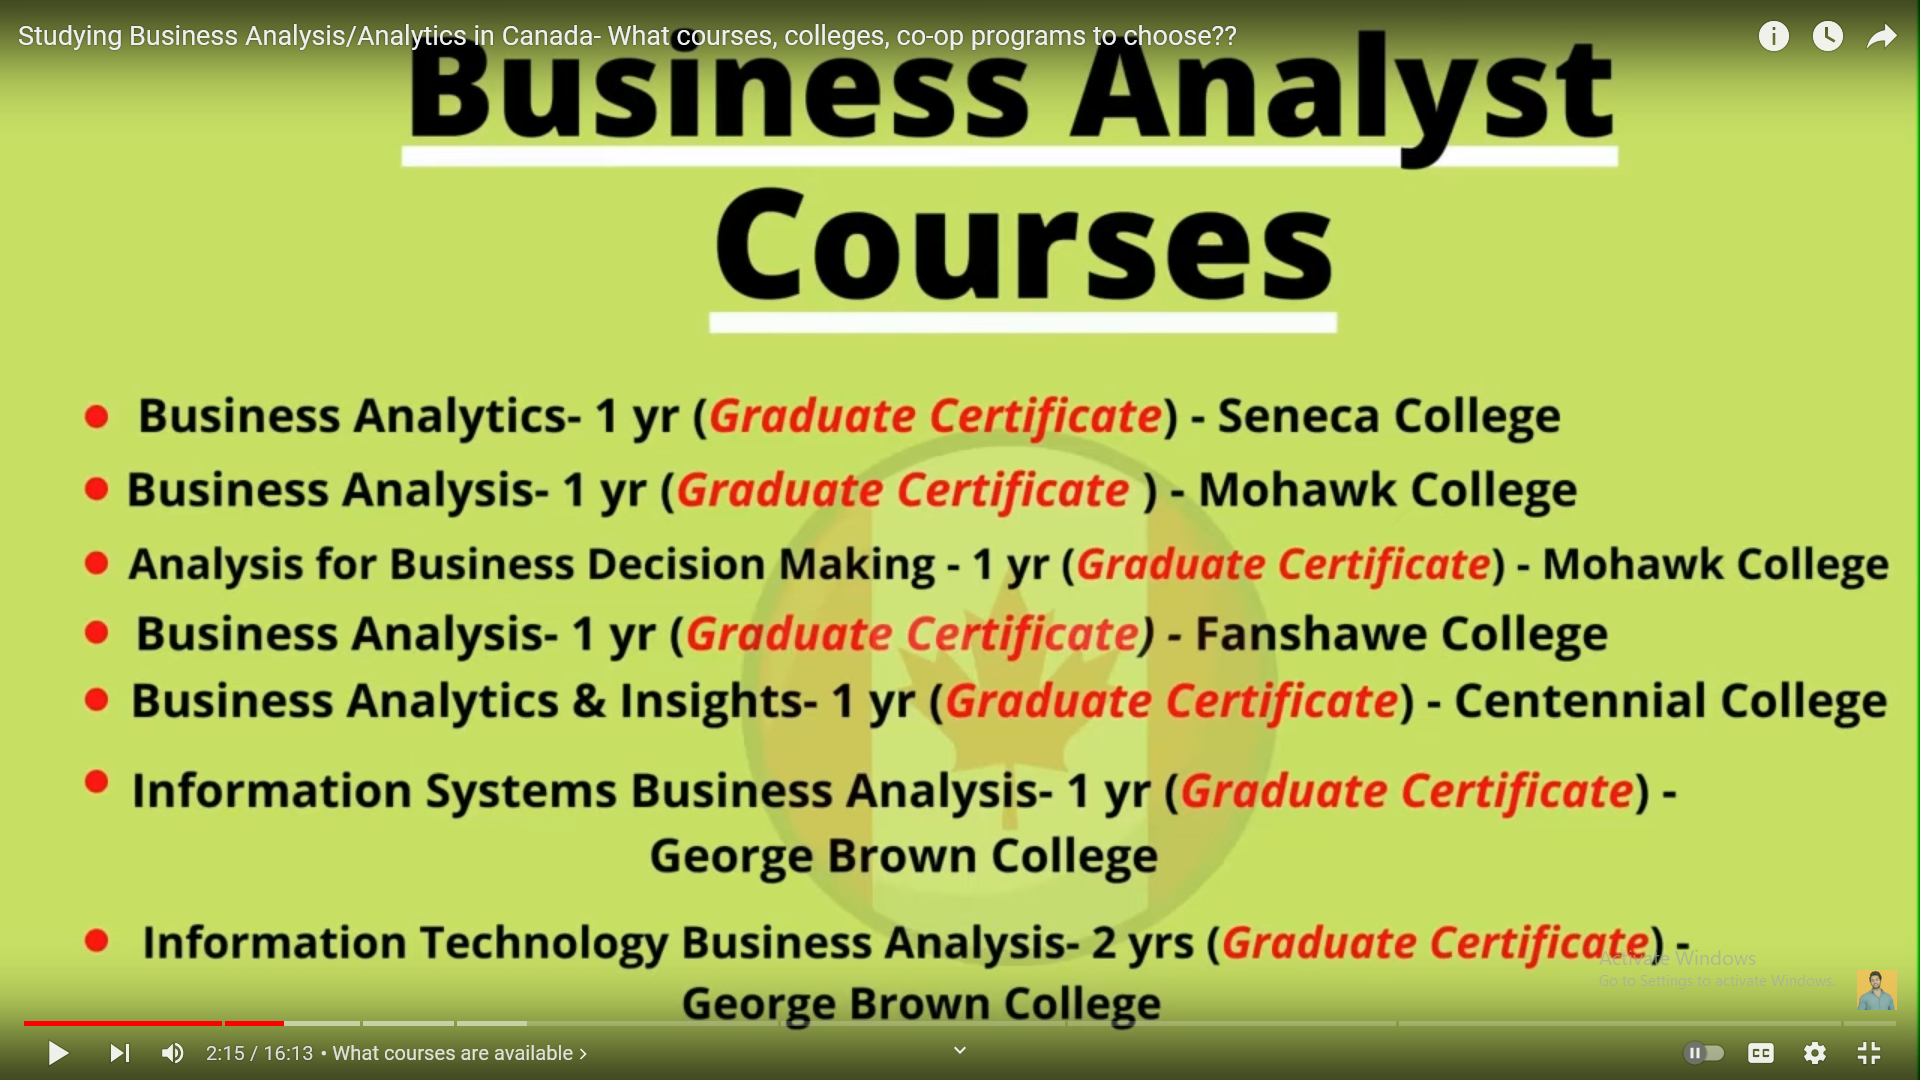 Studying Business Analysis/Analytics in Canada- What courses, colleges, co-op programs to choose??
Business Analyst
Courses
Business Analytics- 1 yr (Graduate Certificate) - Seneca College
Business Analysis- 1 yr (Graduate Certificate ) - Mohawk College
Analysis for Business Decision Making - 1 yr (Graduate Certificate) - Mohawk College
Business Analysis- 1 yr (Graduate Certificate) - Fanshawe College
Business Analytics & Insights- 1 yr (Graduate Certificate) - Centennial College
Information Systems Business Analysis- 1 yr (Graduate Certificate) -
George Brown College
Information Technology Business Analysis- 2 yrs (Graduate Certificate) -
George Brown College
Activate Windows
Go to Settings to activate Windows.
2:15 / 16:13 • What courses are available ›
CC